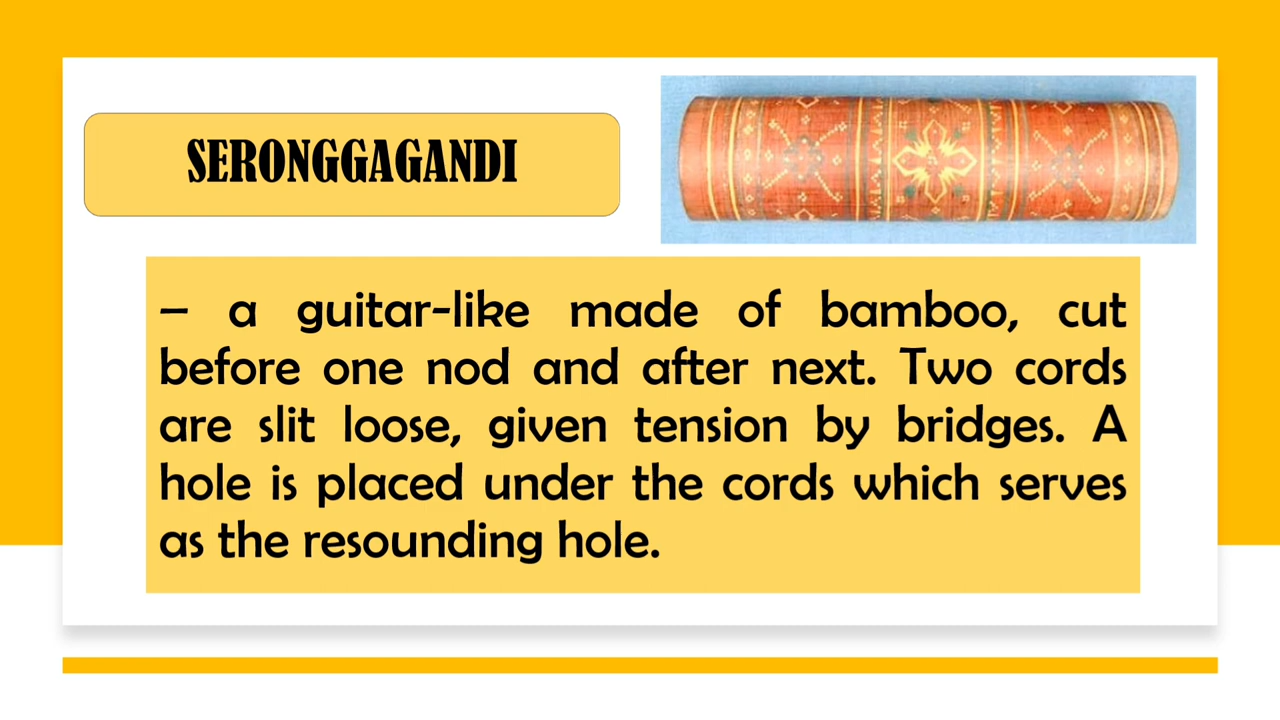 SERONGGAGANDI
– a guitar-like made of bamboo, cut
before one nod and after next. Two cords
are slit loose, given tension by bridges. A
hole is placed under the cords which serves
as the resounding hole.